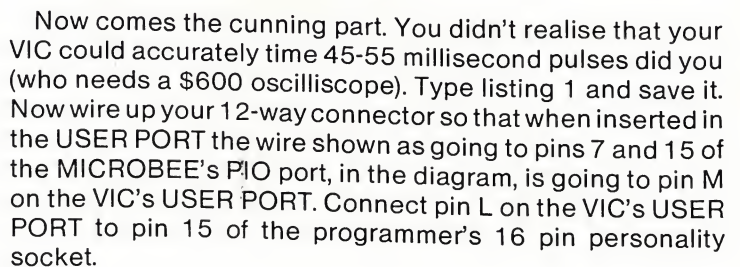 Now comes the cunning part. You didn't realise that your
VIC could accurately time 45-55 millisecond pulses did you
(who needs a $600 oscilliscope). Type listing 1 and save it.
Now wire up your 12-way connector so that when inserted in
the USER PORT the wire shown as going to pins 7 and 15 of
the MICROBEE's PIO port, in the diagram, is going to pin M
on the VIC's USER PORT. Connect pin L on the VIC's USER
PORT to pin 15 of the programmer's 16 pin personality
socket.